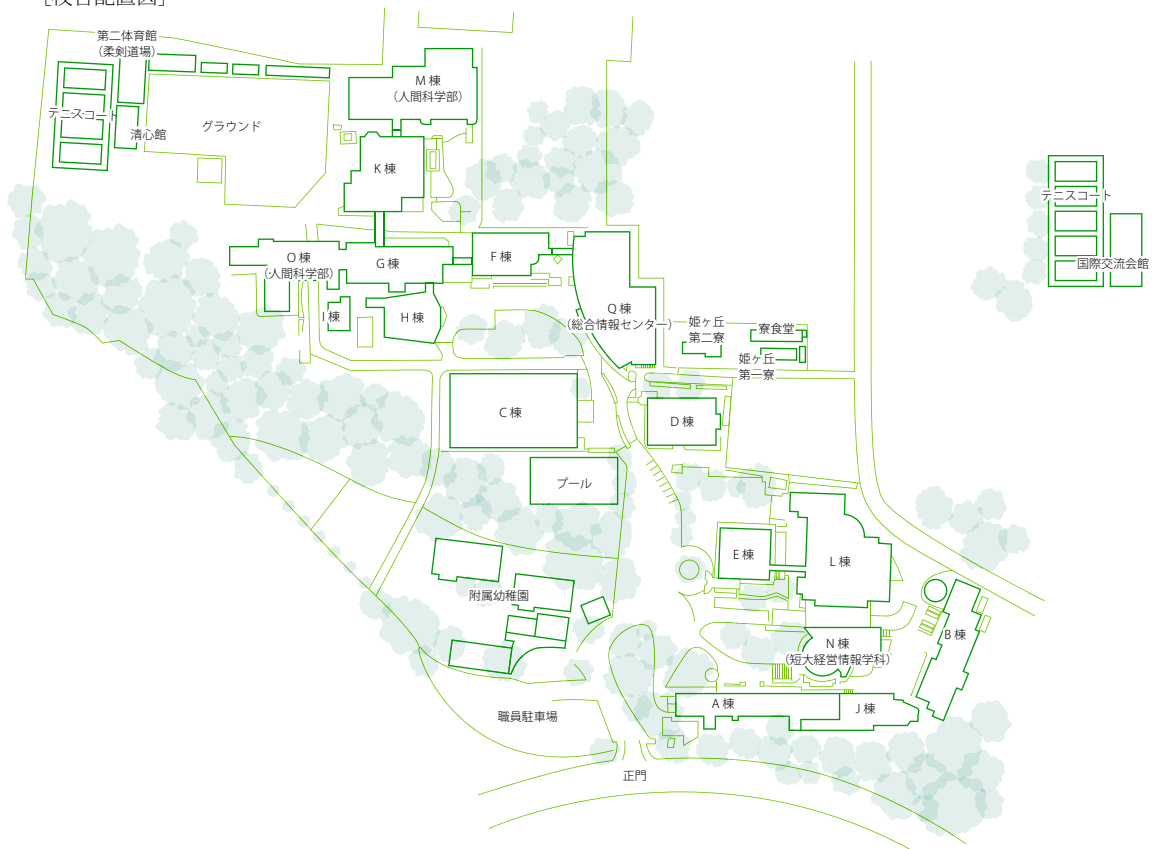 ［校舎配置図］
第二体育館
（柔剣道場）
M 棟
（人間科学部）
テニスコート
清心館
グラウンド
K 棟
テニスコート
国際交流会館
O 棟
（人間科学部）
G 棟
F 棟
I 棟
H 棟
Q 棟
（総合情報センター）
姫ヶ丘
第二寮
寮食堂
姫ヶ丘
第一寮
C 棟
D 棟
プール
E 棟
L 棟
附属幼稚園
B 棟
N 棟
（短大経営情報学科）
A 棟
J 棟
職員駐車場
正門